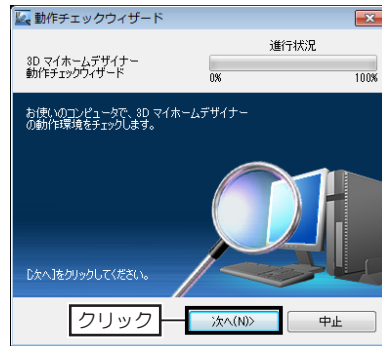 動作チェックウィザード
進行状況
3D マイホームデザイナー
動作チェックウィザード
0% 100%
お使いのコンピュータで、3D マイホームデザイナー
の動作環境をチェックします。
[次へ]をクリックしてください。
クリック
次へ(N)>
中止